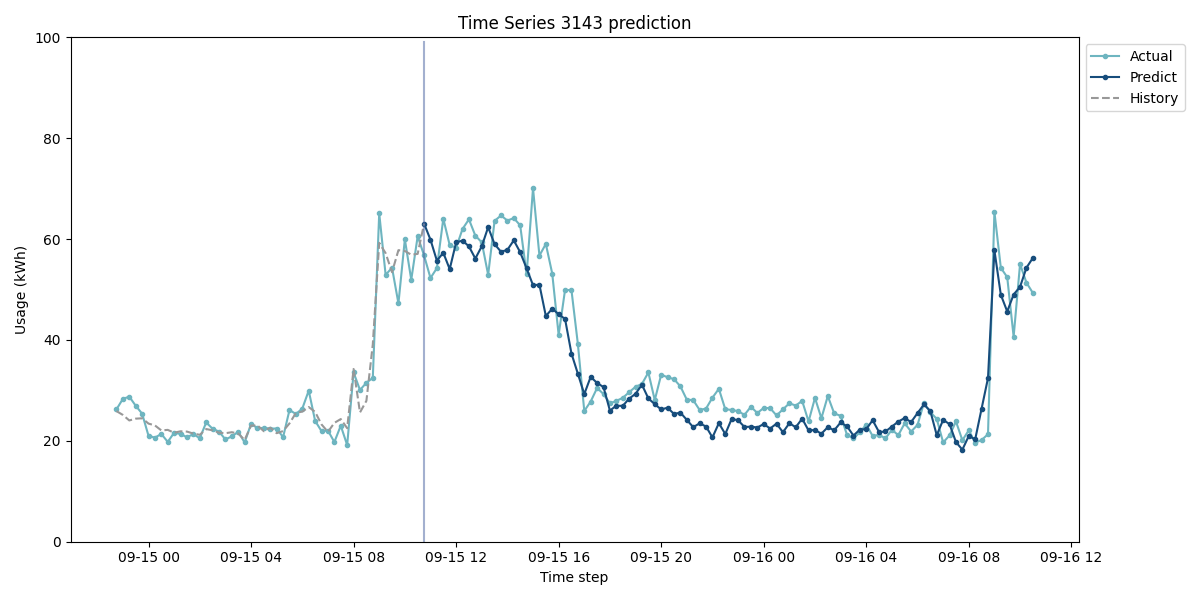 Time Series 3143 prediction
100
80
60
40
20
0
Usage (kWh)
09-15 00
09-15 04
09-15 08
09-15 12
09-15 16
09-15 20
09-16 00
09-16 04
09-16 08
09-16 12
Time step
Actual
Predict
History